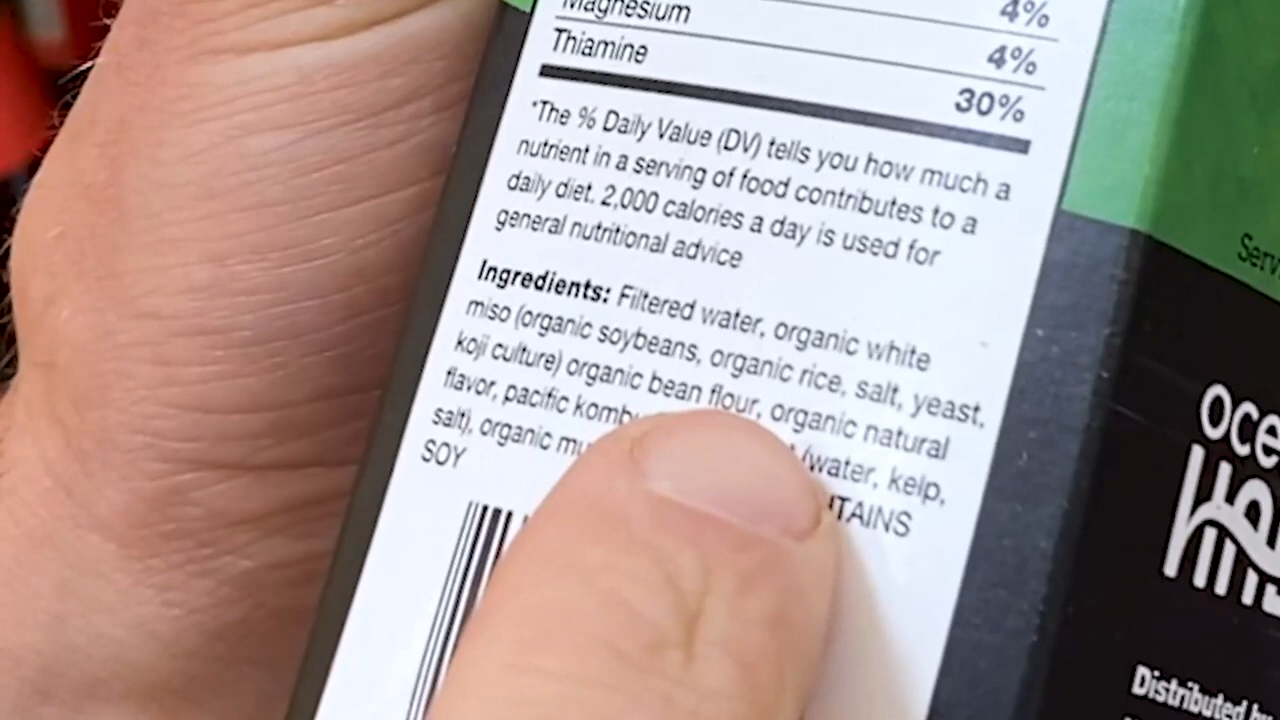 Magnesium 4%
Thiamine 4%
30%
*The % Daily Value (DV) tells you how much a
nutrient in a serving of food contributes to a
daily diet. 2,000 calories a day is used for
general nutritional advice
Ingredients: Filtered water, organic white
miso (organic soybeans, organic rice, salt, yeast,
koji culture) organic bean flour, organic natural
flavor, pacific (water, kelp,
salt), organic
SOY
Distributed